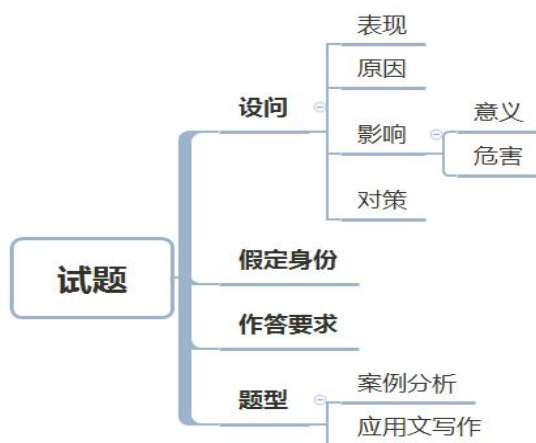 试题
设问
表现
原因
影响
意义
危害
对策
假定身份
作答要求
题型
案例分析
应用文写作